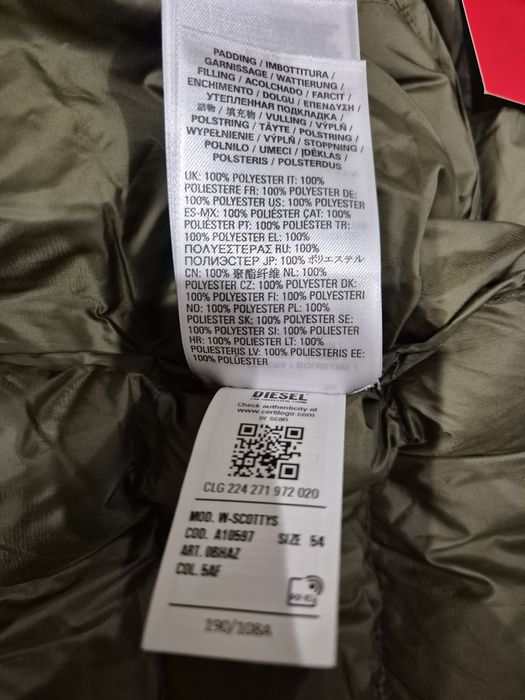 PADDING / IMBOTTITURA /
GARNISSAGE / WATTIERUNG /
FILLING / ACOLCHADO / FARCIT /
ENCHIMENTO / DOLGU / ΕΠΕΝΔΥΣΗ /
УТЕПЛЕННАЯ ПОДКЛАДКА /
詰物 / 填充物 / VULLING / VÝPLŇ /
POLSTRING / TÄYTE / POLSTRING /
WYPEŁNIENIE / VÝPLŇ / STOPPNING /
POLNILO / UMECI / ĮDĖKLAS /
POLSTERIS / POLSTERDUS
UK: 100% POLYESTER IT: 100%
POLIESTERE FR: 100% POLYESTER DE:
100% POLYESTER US: 100% POLYESTER
ES-MX: 100% POLIÉSTER CAT: 100%
POLIÈSTER PT: 100% POLIÉSTER TR:
100% POLYESTER EL: 100%
ΠΟΛΥΕΣΤΕΡΑΣ RU: 100%
ПОЛИЭСТЕР JP: 100% ポリエステル
CN: 100% 聚酯纤维 NL: 100%
POLYESTER CZ: 100% POLYESTER DK:
100% POLYESTER FI: 100% POLYESTERI
NO: 100% POLYESTER PL: 100%
POLIESTER SK: 100% POLYESTER SE:
100% POLYESTER SI: 100% POLIESTER
HR: 100% POLIESTER LT: 100%
POLIESTERIS LV: 100% POLIESTERIS EE:
100% POLÜESTER
DIESEL
Check authenticity at
www.certilogo.com
or scan
CLG 224 271 972 020
MOD. W-SCOTTYS
COD. A10597 SIZE 54
ART. 0BHAZ
COL. 5AF
RFID
190/108A